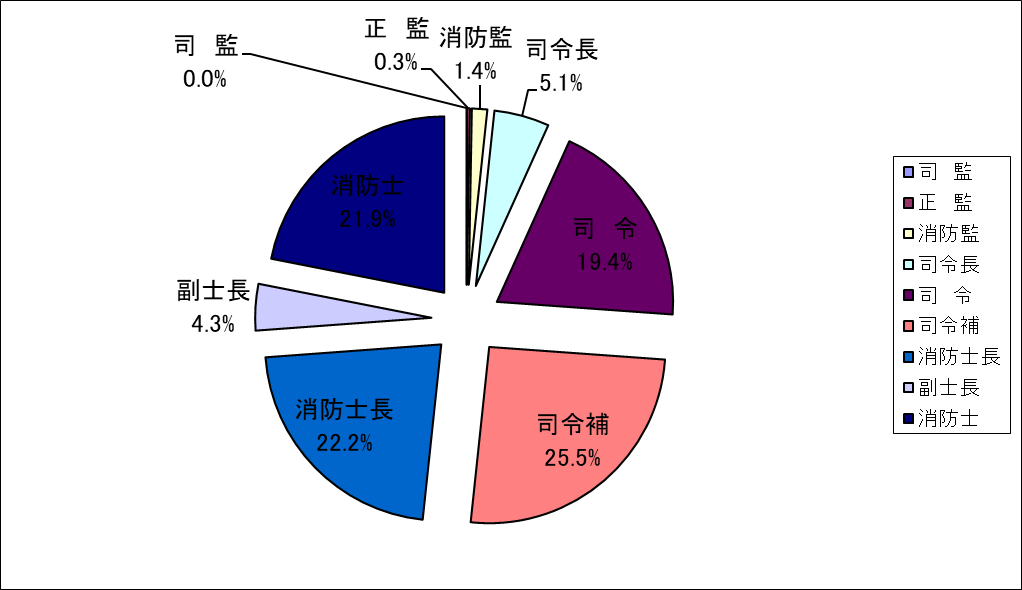 司　監
0.0%
正　監
0.3%
消防監
1.4%
司令長
5.1%
司　令
19.4%
司令補
25.5%
消防士長
22.2%
副士長
4.3%
消防士
21.9%
司　監
正　監
消防監
司令長
司　令
司令補
消防士長
副士長
消防士